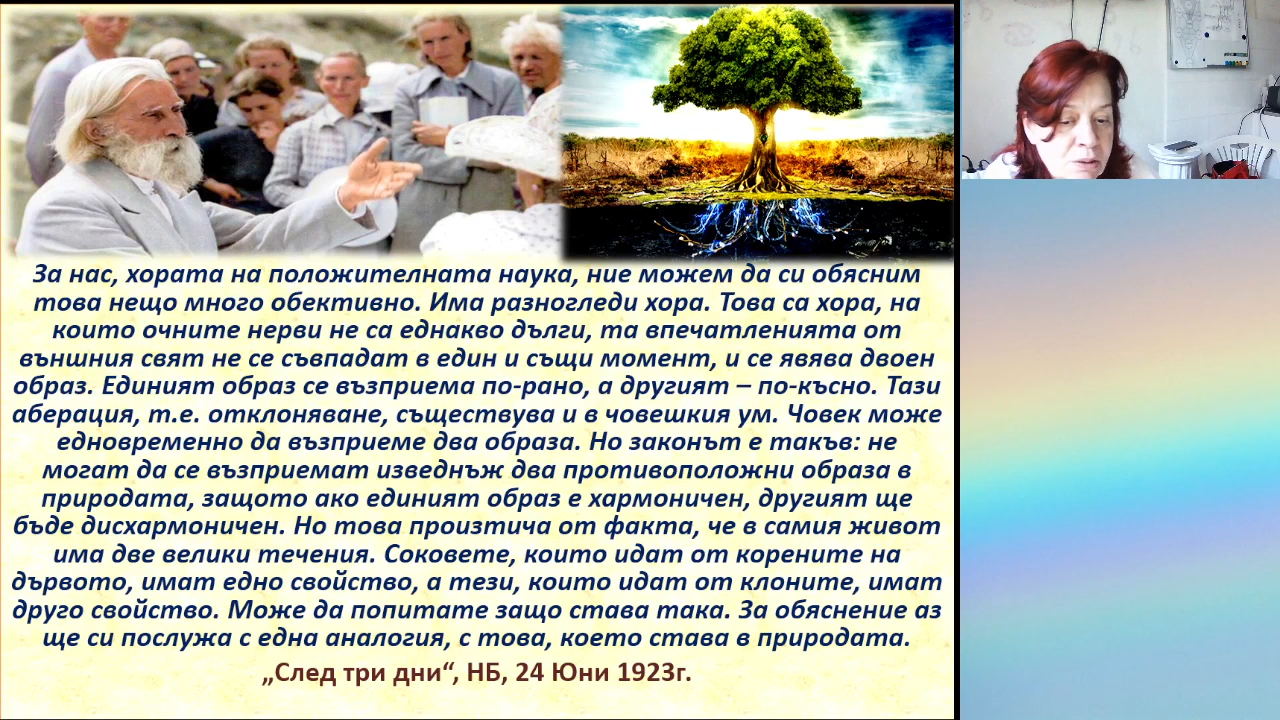 За нас, хората на положителната наука, ние можем да си обясним
това нещо много обективно. Има разногледи хора. Това са хора, на
които очните нерви не са еднакво дълги, та впечатленията от
външния свят не се съвпадат в един и същи момент, и се явява двоен
образ. Единият образ се възприема по-рано, а другият – по-късно. Тази
аберация, т.е. отклоняване, съществува и в човешкия ум. Човек може
едновременно да възприеме два образа. Но законът е такъв: не
могат да се възприемат изведнъж два противоположни образа в
природата, защото ако единият образ е хармоничен, другият ще
бъде дисхармоничен. Но това произтича от факта, че в самия живот
има две велики течения. Соковете, които идат от корените на
дървото, имат едно свойство, а тези, които идат от клоните, имат
друго свойство. Може да попитате защо става така. За обяснение аз
ще си послужа с една аналогия, с това, което става в природата.
„След три дни“, НБ, 24 Юни 1923г.